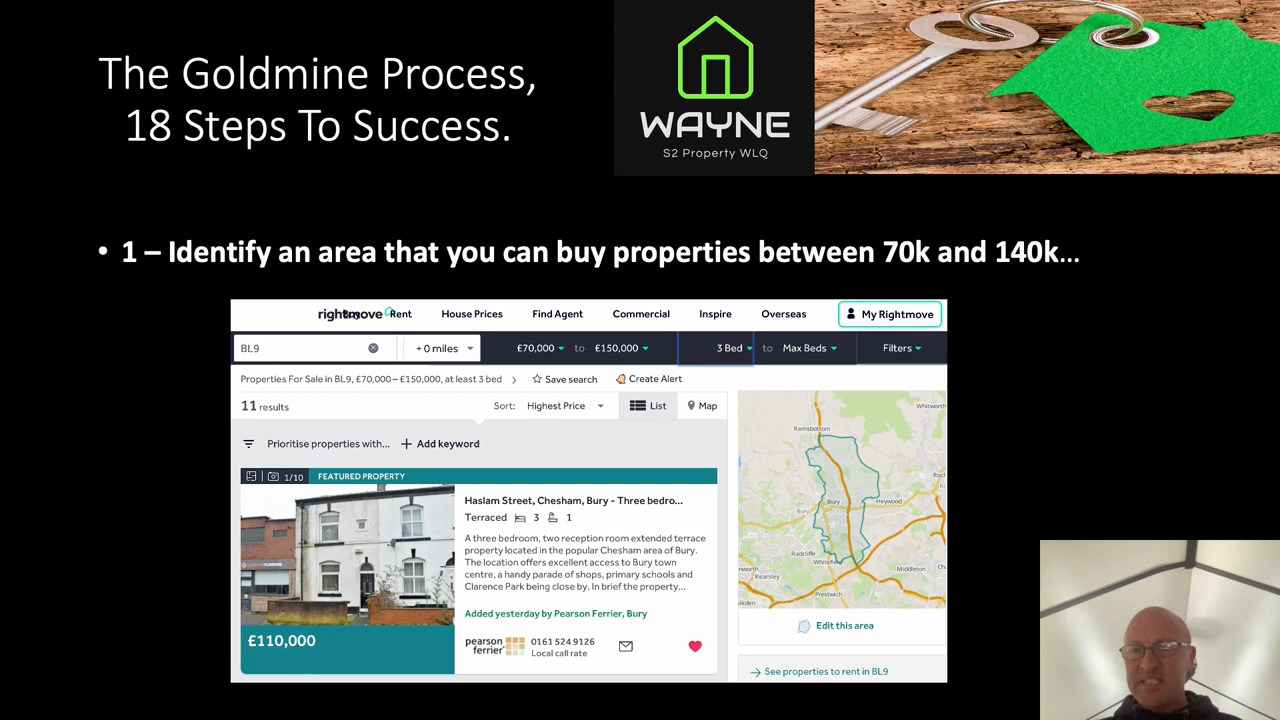 The Goldmine Process,
18 Steps To Success.
WAYNE
S2 Property WLQ
• 1 – Identify an area that you can buy properties between 70k and 140k…
rightmove Rent House Prices Find Agent Commercial Inspire Overseas My Rightmove
BL9 + 0 miles £70,000 to £150,000 3 Bed to Max Beds Filters
Properties For Sale in BL9, £70,000 – £150,000, at least 3 bed Save search Create Alert
11 results Sort: Highest Price List Map
Prioritise properties with... Add keyword
1/10 FEATURED PROPERTY
Haslam Street, Chesham, Bury - Three bedro...
Terraced 3 1
A three bedroom, two reception room extended terrace
property located in the popular Chesham area of Bury.
The location offers excellent access to Bury town
centre, a handy parade of shops, primary schools and
Clarence Park being close by. In brief the property...
Added yesterday by Pearson Ferrier, Bury
£110,000
pearson
ferrier
0161 524 9126
Local call rate
Whitworth
Ramsbottom
Bury
Heywood
Radcliffe
Whitefield
Kearsley
Middleton
Prestwich
Edit this area
See properties to rent in BL9